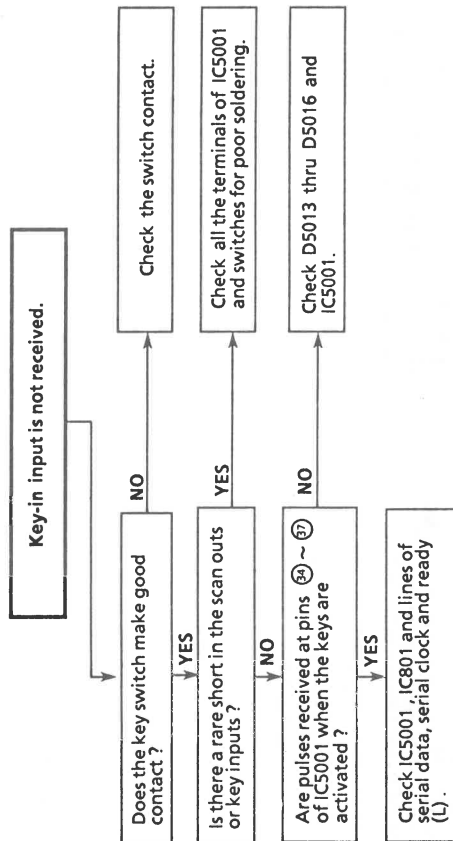 Key-in input is not received.
Does the key switch make good
contact ?
NO
Check the switch contact.
YES
Is there a rare short in the scan outs
or key inputs ?
YES
Check all the terminals of IC5001
and switches for poor soldering.
NO
Are pulses received at pins ㉞ ~ ㊲
of IC5001 when the keys are
activated ?
NO
Check D5013 thru D5016 and
IC5001.
YES
Check IC5001 , IC801 and lines of
serial data, serial clock and ready
(L) .